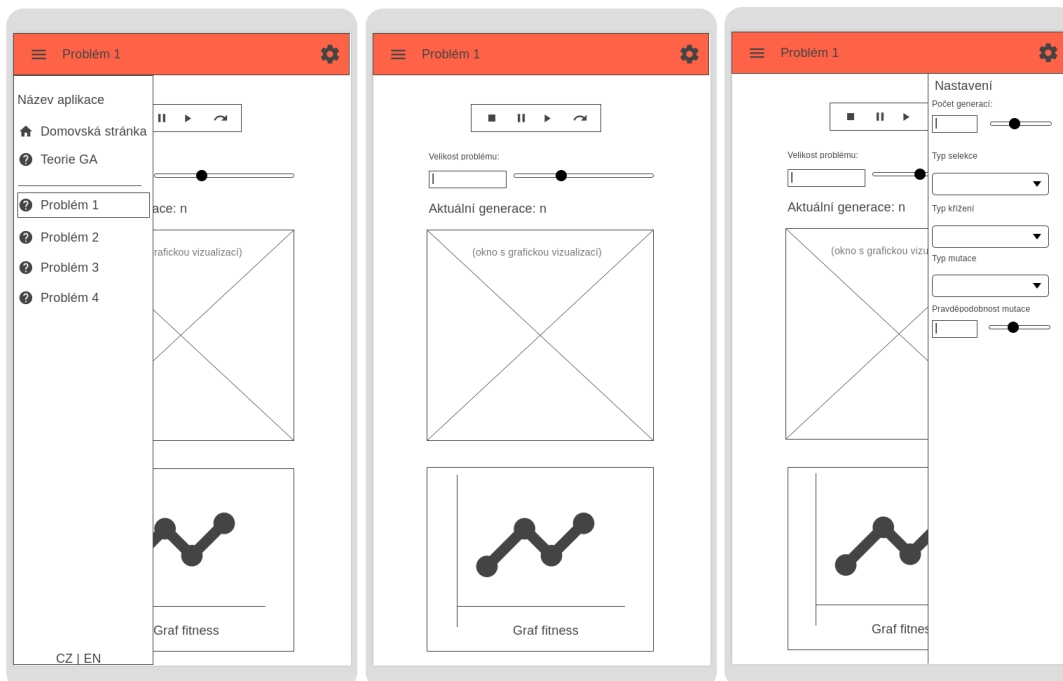 Problém 1
Název aplikace
Domovská stránka
Teorie GA
Problém 1
Problém 2
Problém 3
Problém 4
CZ | EN
ace: n
rafickou vizualizací)
Graf fitness
Problém 1
Velikost problému:
Aktuální generace: n
(okno s grafickou vizualizací)
Graf fitness
Problém 1
Velikost problému:
Aktuální generace: n
(okno s grafickou vizu
Graf fitnes
Nastavení
Počet generací:
Typ selekce
Typ křížení
Typ mutace
Pravděpodobnost mutace